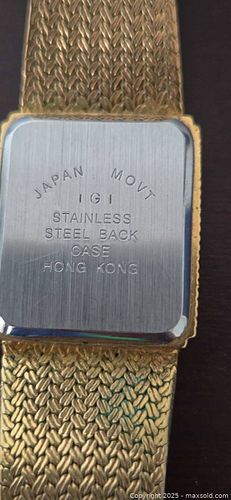 JAPAN MOVT
IGI
STAINLESS
STEEL BACK
CASE
HONG KONG
Copyright © 2025 - maxsold.com